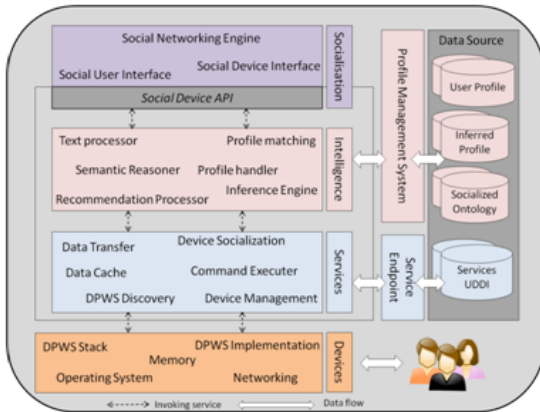 Social Networking Engine
Social User Interface
Social Device Interface
Social Device API
Socialisation
Text processor
Profile matching
Semantic Reasoner
Profile handler
Inference Engine
Recommendation Processor
Intelligence
Data Transfer
Device Socialization
Data Cache
Command Executer
DPWS Discovery
Device Management
Services
DPWS Stack
DPWS Implementation
Memory
Operating System
Networking
Devices
Profile Management System
Service
Endpoint
Data Source
User Profile
Inferred
Profile
Socialized
Ontology
Services
UDDI
Invoking service
Data flow